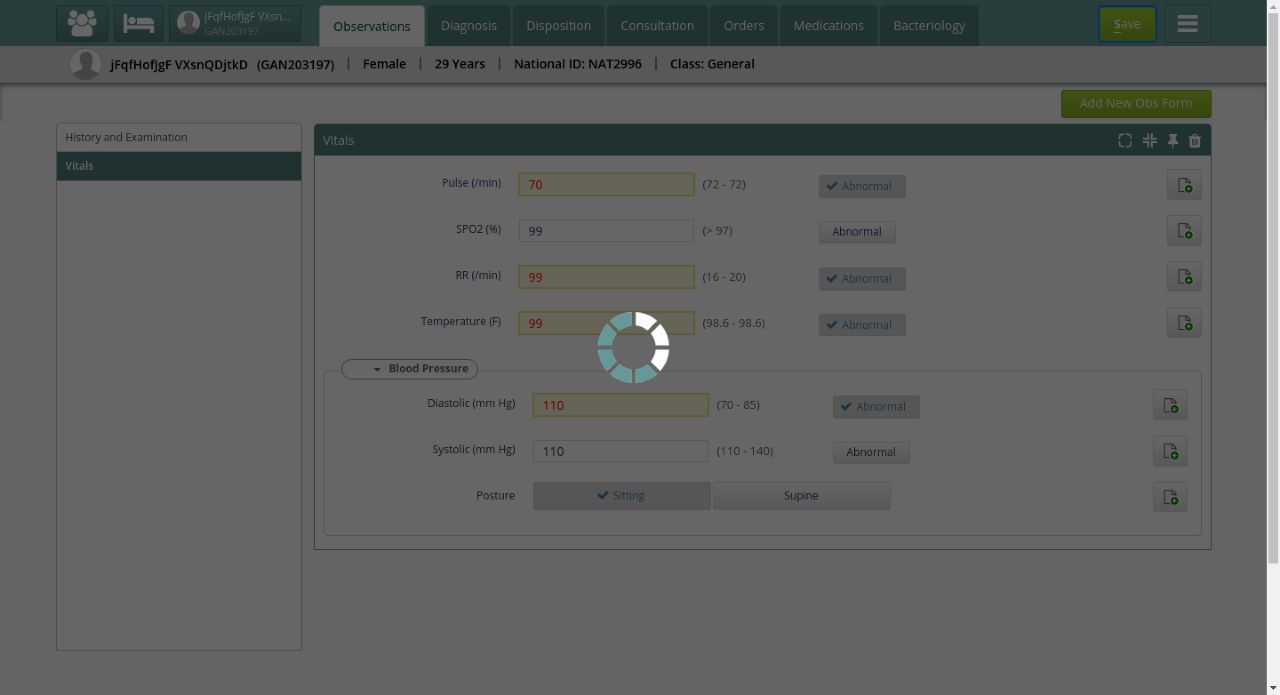 jFqfHofJgF VXsn...
GAN203197
Observations
Diagnosis
Disposition
Consultation
Orders
Medications
Bacteriology
Save
jFqfHofJgF VXsnQDjtkD (GAN203197) | Female | 29 Years | National ID: NAT2996 | Class: General
Add New Obs Form
History and Examination
Vitals
Vitals
Pulse (/min) 70 (72 - 72) Abnormal
SPO2 (%) 99 (> 97) Abnormal
RR (/min) 99 (16 - 20) Abnormal
Temperature (F) 99 (98.6 - 98.6) Abnormal
Blood Pressure
Diastolic (mm Hg) 110 (70 - 85) Abnormal
Systolic (mm Hg) 110 (110 - 140) Abnormal
Posture Sitting Supine